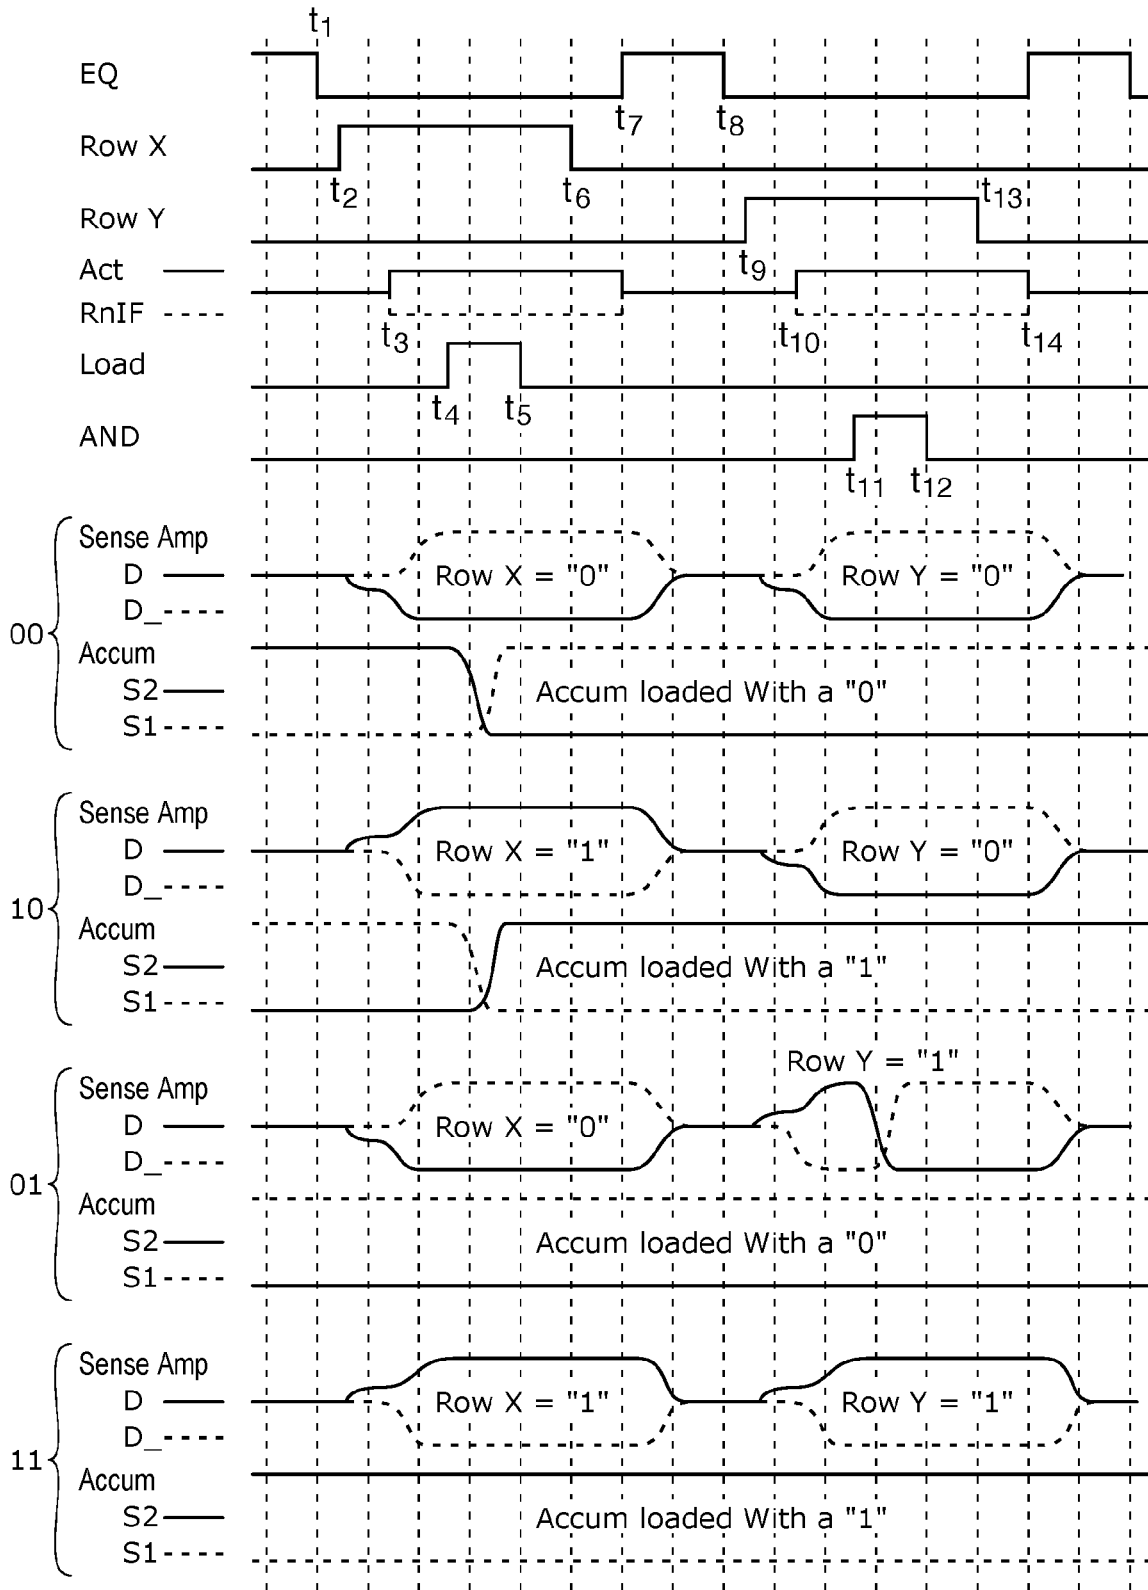 t1
EQ
t7
t8
Row X
t2
t6
t13
Row Y
t9
Act
RnIF
t3
t10
t14
Load
t4
t5
AND
t11
t12
00
Sense Amp
D
D_
Row X = "0"
Row Y = "0"
Accum
S2
S1
Accum loaded With a "0"
10
Sense Amp
D
D_
Row X = "1"
Row Y = "0"
Accum
S2
S1
Accum loaded With a "1"
01
Row Y = "1"
Sense Amp
D
D_
Row X = "0"
Accum
S2
S1
Accum loaded With a "0"
11
Sense Amp
D
D_
Row X = "1"
Row Y = "1"
Accum
S2
S1
Accum loaded With a "1"